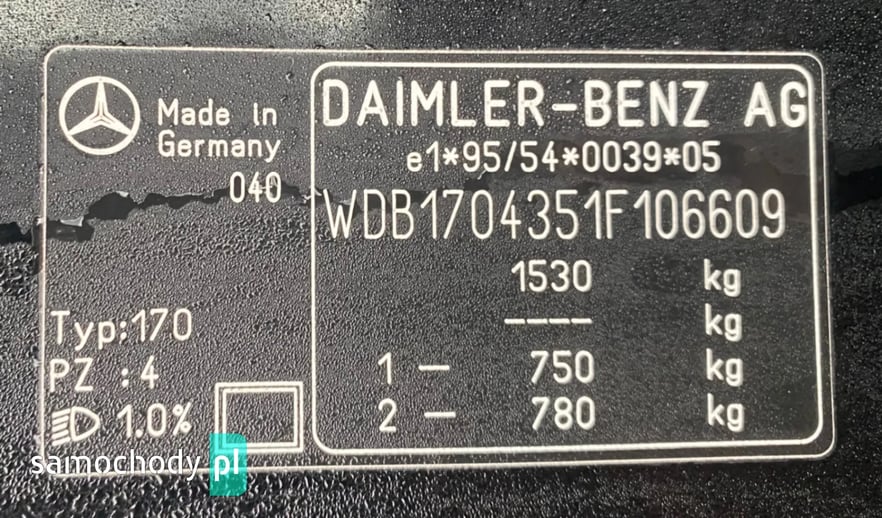 Made in
Germany
040
Typ:170
PZ :4
1.0%
DAIMLER-BENZ AG
e1*95/54*0039*05
WDB1704351F106609
1530 kg
---- kg
1 - 750 kg
2 - 780 kg
samochody pl